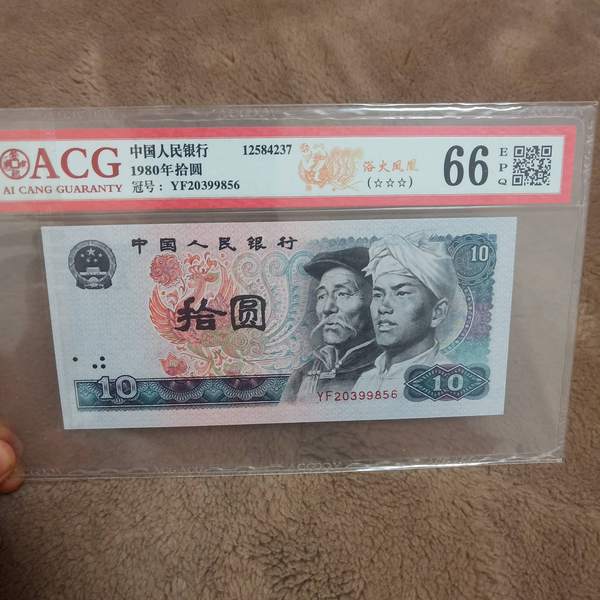 ACG
AI CANG GUARANTY
中国人民银行
1980年拾圆
冠号： YF20399856
12584237
浴火凤凰
(☆☆☆)
66
E
P
Q
中国人民银行
10
拾圆
10
YF20399856
10